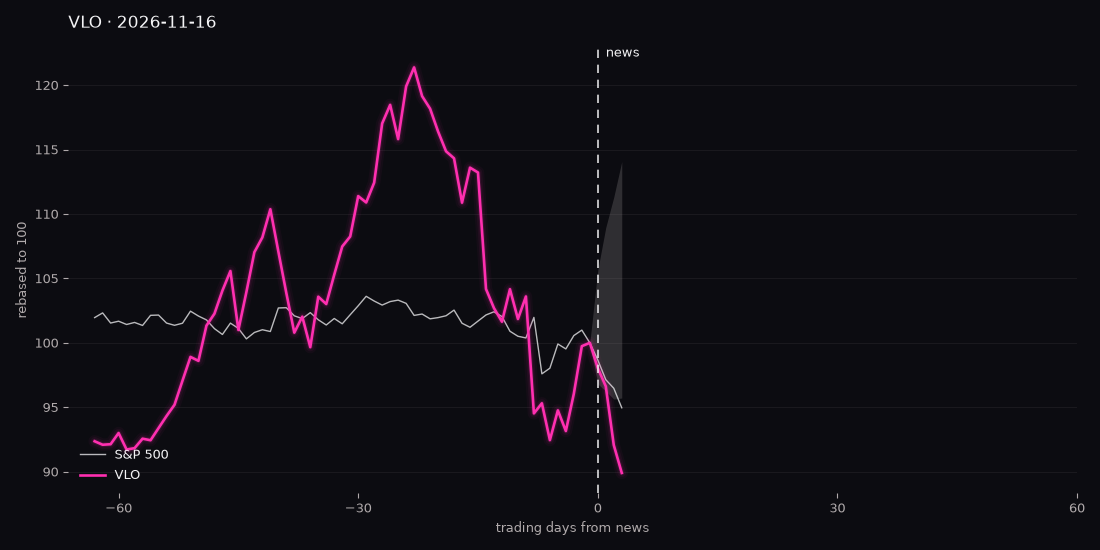 VLO · 2026-11-16
news
120
115
110
105
100
95
90
rebased to 100
S&P 500
VLO
−60
−30
0
30
60
trading days from news